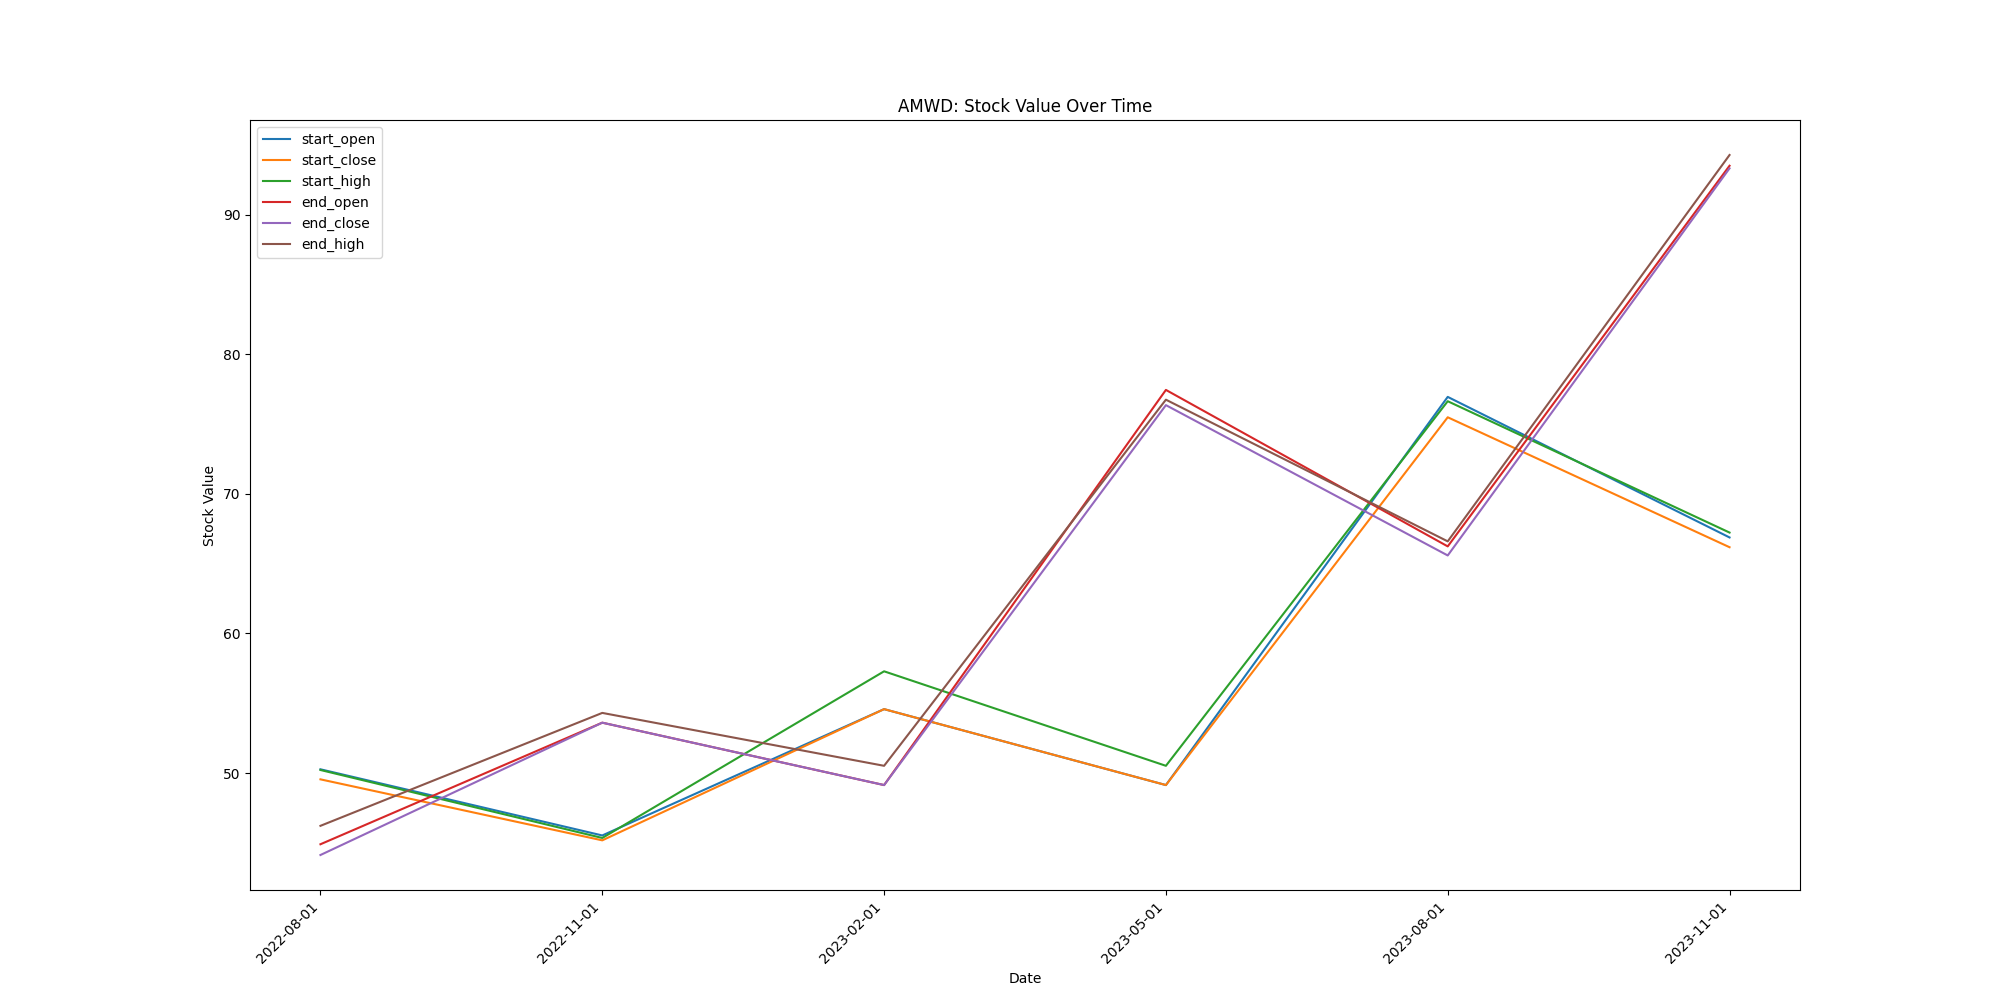 AMWD: Stock Value Over Time
start_open
start_close
start_high
end_open
end_close
end_high
Stock Value
90
80
70
60
50
2022-08-01
2022-11-01
2023-02-01
2023-05-01
2023-08-01
2023-11-01
Date